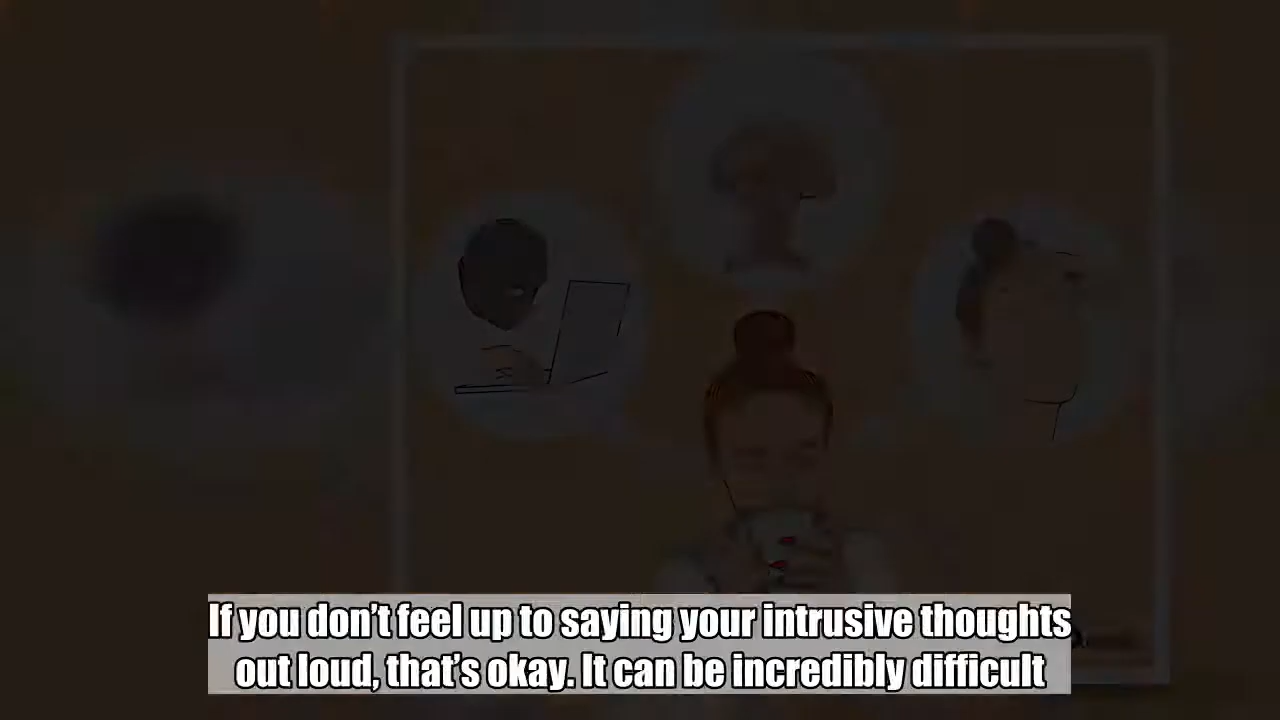 If you don’t feel up to saying your intrusive thoughts
out loud, that’s okay. It can be incredibly difficult